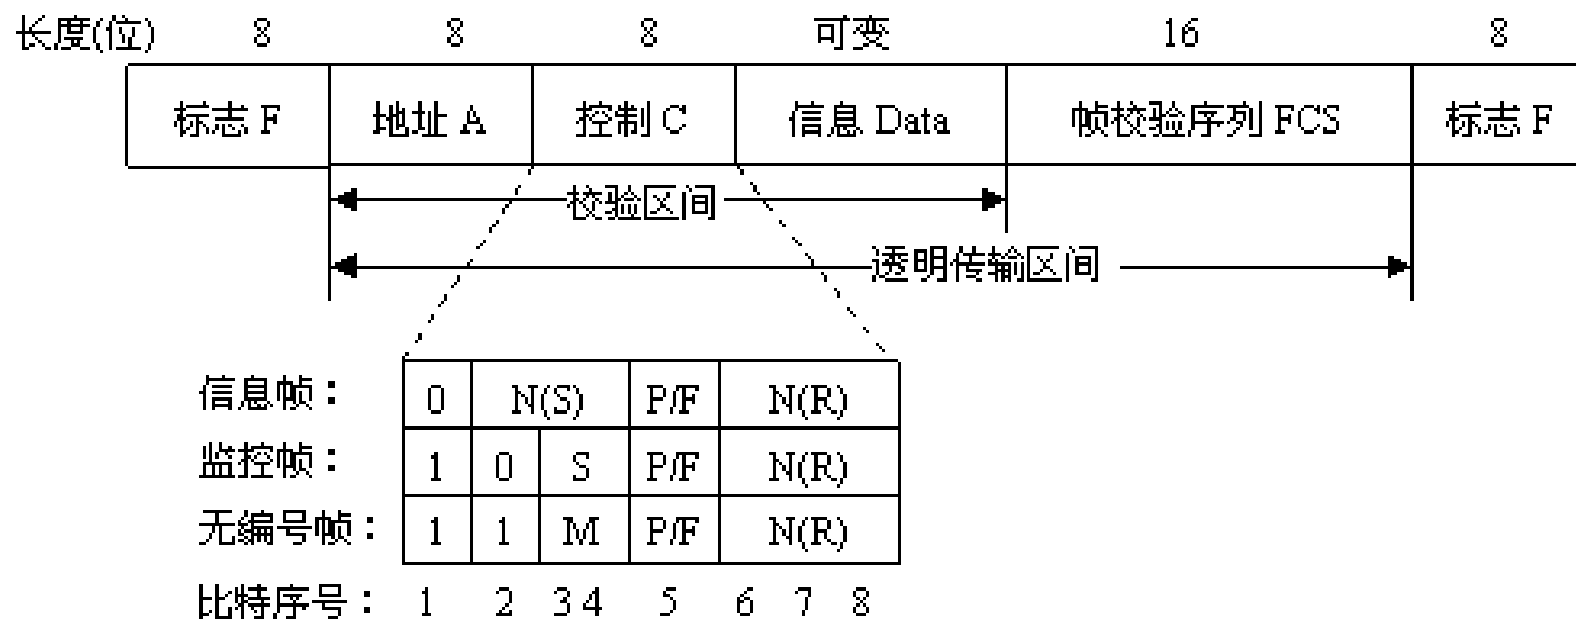 长度(位) 8 8 8 可变 16 8
标志 F 地址 A 控制 C 信息 Data 帧校验序列 FCS 标志 F
校验区间
透明传输区间
信息帧： 0 N(S) P/F N(R)
监控帧： 1 0 S P/F N(R)
无编号帧： 1 1 M P/F N(R)
比特序号： 1 2 3 4 5 6 7 8